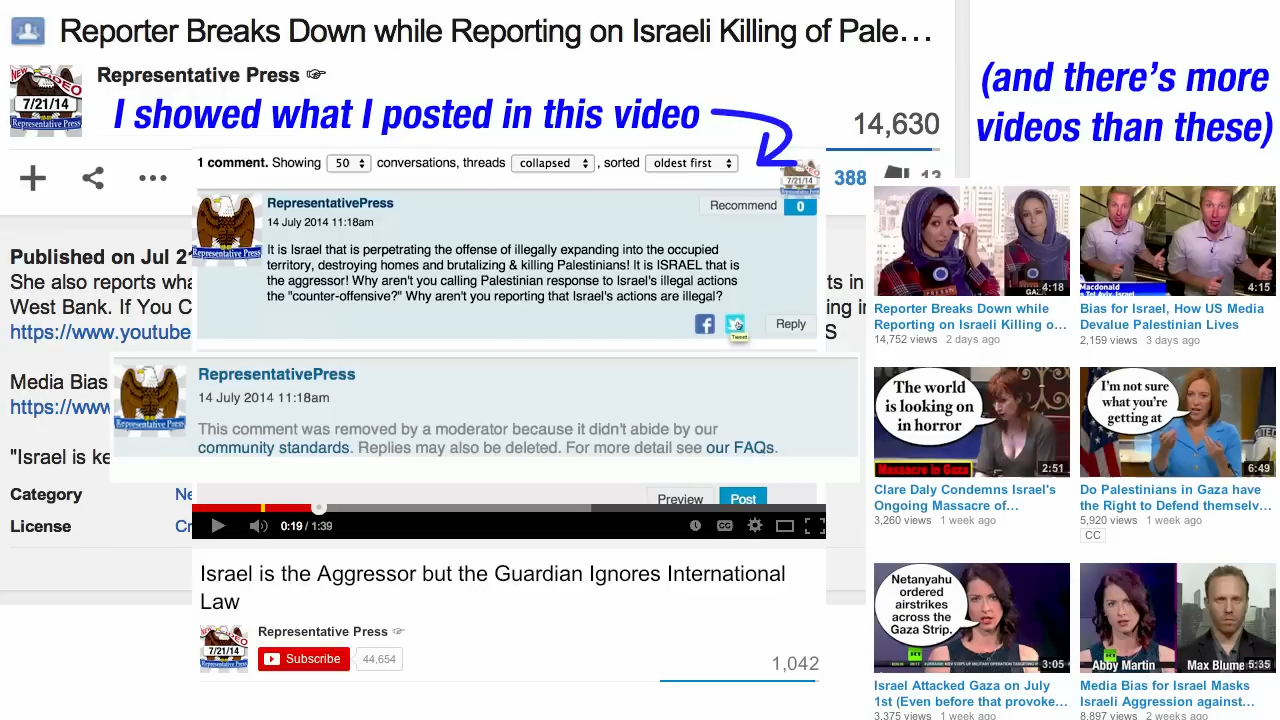 Reporter Breaks Down while Reporting on Israeli Killing of Pale…
Representative Press ☞
I showed what I posted in this video
14,630
(and there's more
videos than these)
1 comment. Showing 50 conversations, threads collapsed , sorted oldest first
388 13
RepresentativePress
14 July 2014 11:18am
Recommend 0
It is Israel that is perpetrating the offense of illegally expanding into the occupied
territory, destroying homes and brutalizing & killing Palestinians! It is ISRAEL that is
the aggressor! Why aren't you calling Palestinian response to Israel's illegal actions
the "counter-offensive?" Why aren't you reporting that Israel's actions are illegal?
Tweet
Reply
Published on Jul 2
She also reports wha
West Bank. If You C
https://www.youtube
Media Bias
https://www
"Israel is ke
Category Ne
License
RepresentativePress
14 July 2014 11:18am
This comment was removed by a moderator because it didn't abide by our
community standards. Replies may also be deleted. For more detail see our FAQs.
Preview Post
0:19 / 1:39
CC
Israel is the Aggressor but the Guardian Ignores International
Law
Representative Press ☞
7/21/14
Subscribe 44,654
1,042
4:18
Reporter Breaks Down while
Reporting on Israeli Killing o…
14,752 views 2 days ago
Macdonald
Tel Aviv, Israel
4:15
Bias for Israel, How US Media
Devalue Palestinian Lives
2,159 views 3 days ago
The world
is looking on
in horror
Massacre in Gaza
2:51
Clare Daly Condemns Israel's
Ongoing Massacre of…
3,260 views 1 week ago
I'm not sure
what you're
getting at
6:49
Do Palestinians in Gaza have
the Right to Defend themselv…
5,920 views 1 week ago
CC
Netanyahu
ordered
airstrikes
across the
Gaza Strip.
RT
3:05
Israel Attacked Gaza on July
1st (Even before that provoke…
3,375 views 1 week ago
RT
Abby Martin
Max Blume
5:35
Media Bias for Israel Masks
Israeli Aggression against…
8,897 views 2 weeks ago